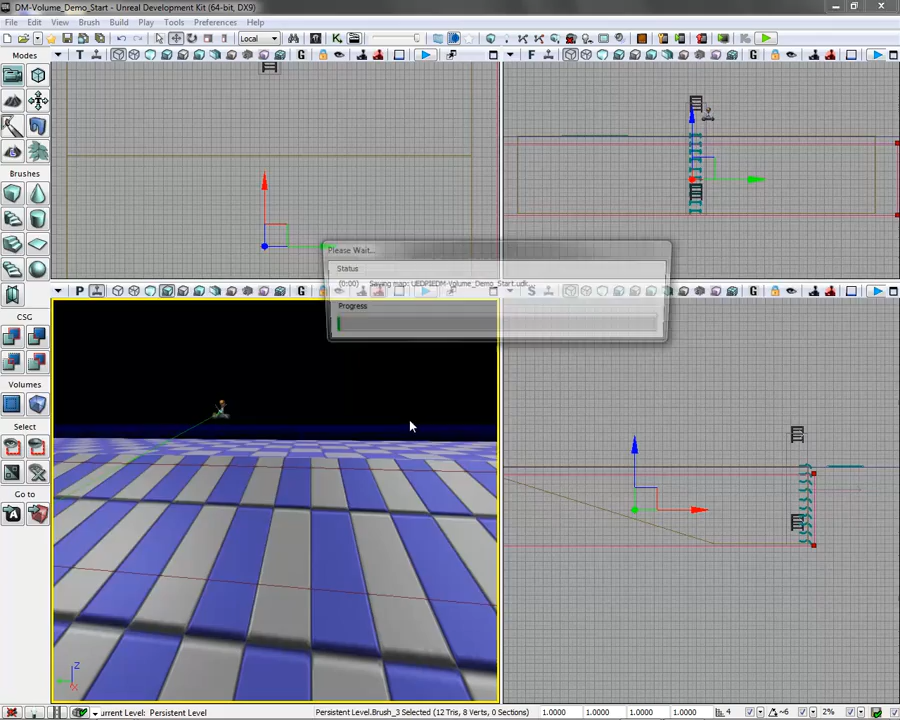 DM-Volume_Demo_Start - Unreal Development Kit (64-bit, DX9)
File Edit View Brush Build Play Tools Preferences Help
Local
Modes
T G
F G
Brushes
Please Wait...
Status
(0:00) Saving map: UEDPIEDM-Volume_Demo_Start.udk...
Progress
P G
S G
CSG
Volumes
Select
Go to
Z
X
Current Level: Persistent Level
Persistent Level.Brush_3 Selected (12 Tris, 8 Verts, 0 Sections)
1.0000 1.0000 1.0000 1.0000
4 ~6 2%